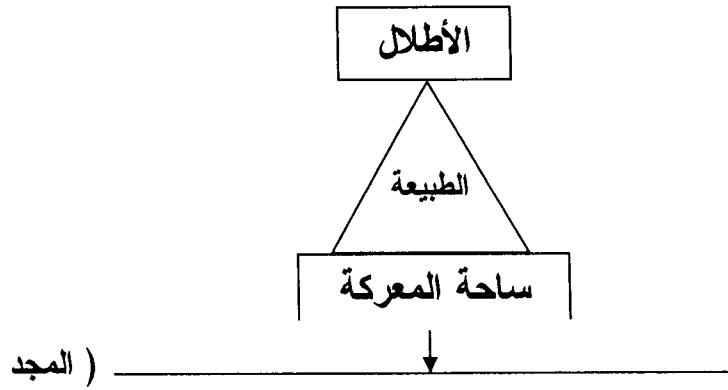 الأطلال
الطبيعة
ساحة المعركة
( المجد